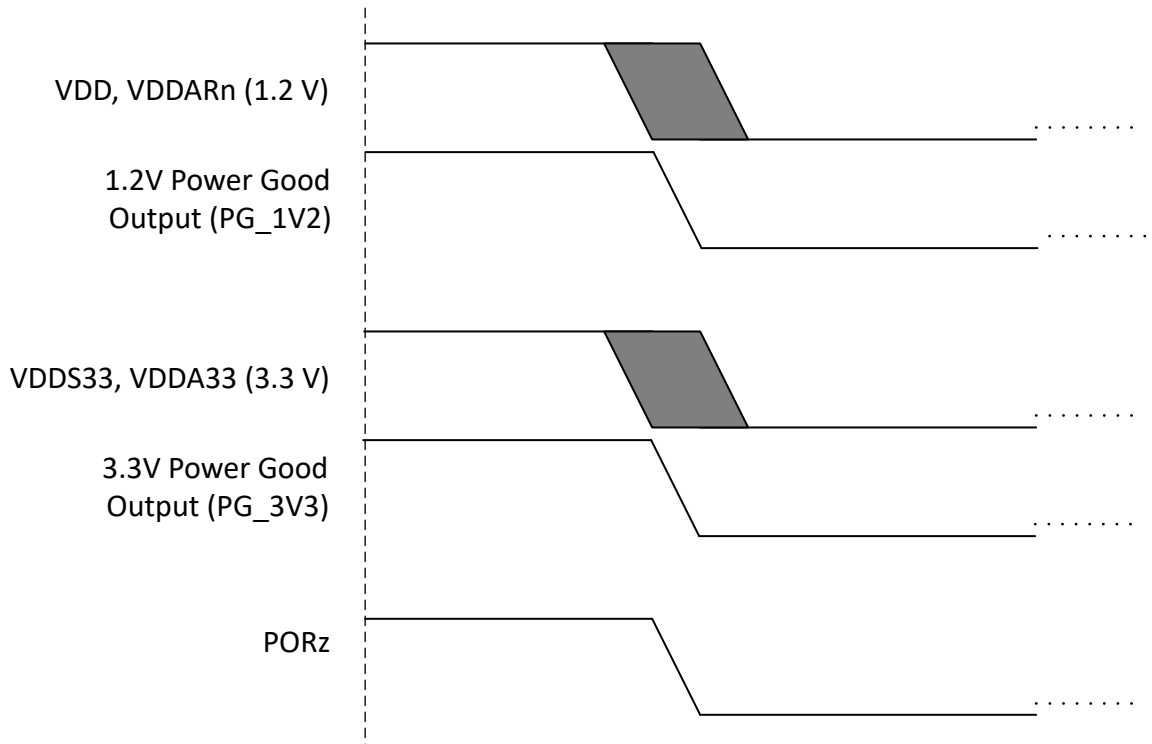 VDD, VDDARn (1.2 V)
1.2V Power Good
Output (PG_1V2)
VDDS33, VDDA33 (3.3 V)
3.3V Power Good
Output (PG_3V3)
PORz